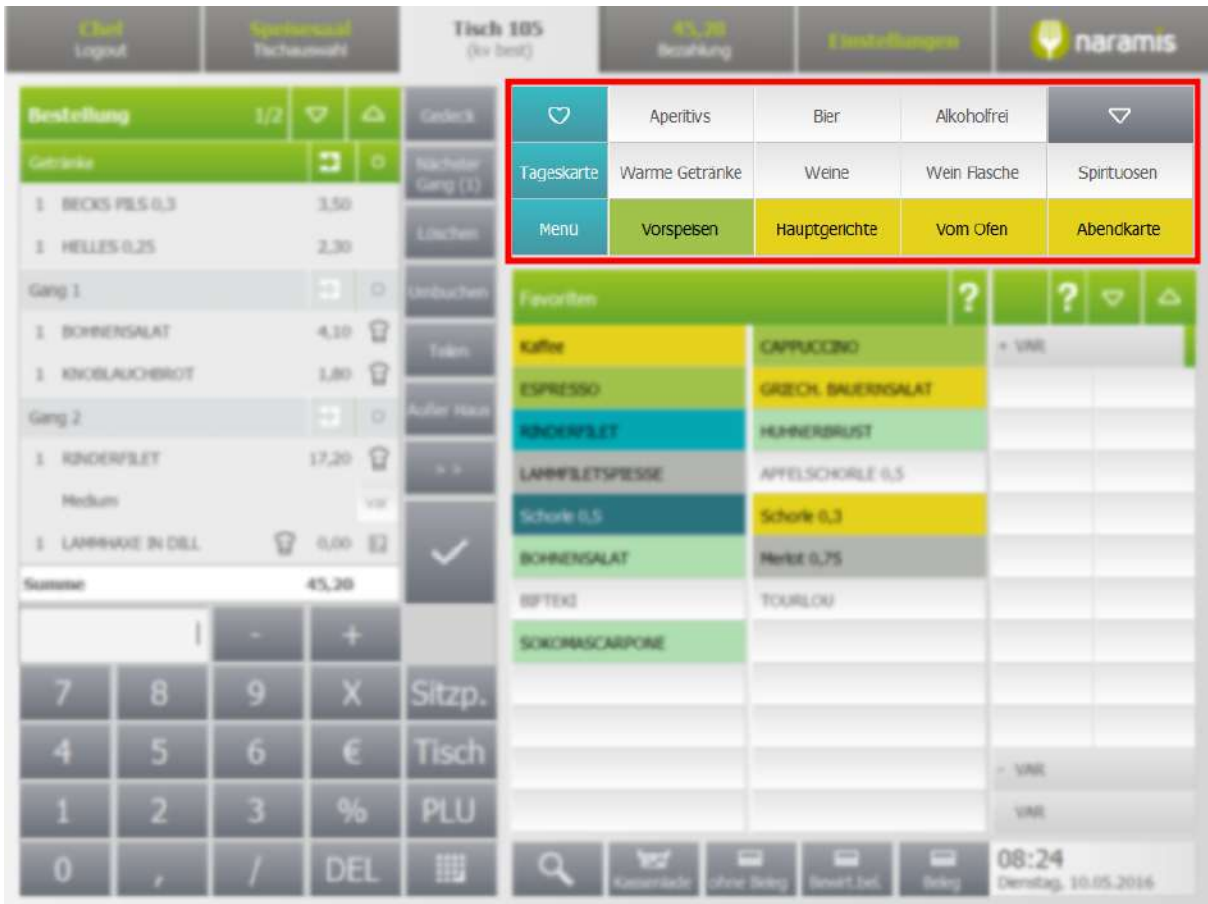 Chef
Logout
Speisesaal
Tischauswahl
Tisch 105
(kv best)
45,20
Bezahlung
Einstellungen
naramis
Bestellung 1/2
Gedeck
Getränke
Nächster
Gang (1)
1 BECKS PILS 0,3 3,50
1 HELLES 0,25 2,30
Löschen
Gang 1
Umbuchen
1 BOHNENSALAT 4,10
Teilen
1 KNOBLAUCHBROT 1,80
Gang 2
Außer Haus
1 RINDERFILET 17,20
> >
Medium var
1 LAMMHAXE IN DILL 0,00
Summe 45,20
- +
7 8 9 X Sitzp.
4 5 6 € Tisch
1 2 3 % PLU
0 , / DEL
Aperitivs Bier Alkoholfrei
Tageskarte Warme Getränke Weine Wein Flasche Spirituosen
Menü Vorspeisen Hauptgerichte Vom Ofen Abendkarte
Favoriten ? ?
Kaffee CAPPUCCINO + VAR
ESPRESSO GRIECH. BAUERNSALAT
RINDERFILET HÜHNERBRUST
LAMMFILETSPIESSE APFELSCHORLE 0,5
Schorle 0,5 Schorle 0,3
BOHNENSALAT Merlot 0,75
BIFTEKI TOURLOU
SOKOMASCARPONE
- VAR
VAR
Kassenlade ohne Beleg Bewirt.bel. Beleg
08:24
Dienstag, 10.05.2016